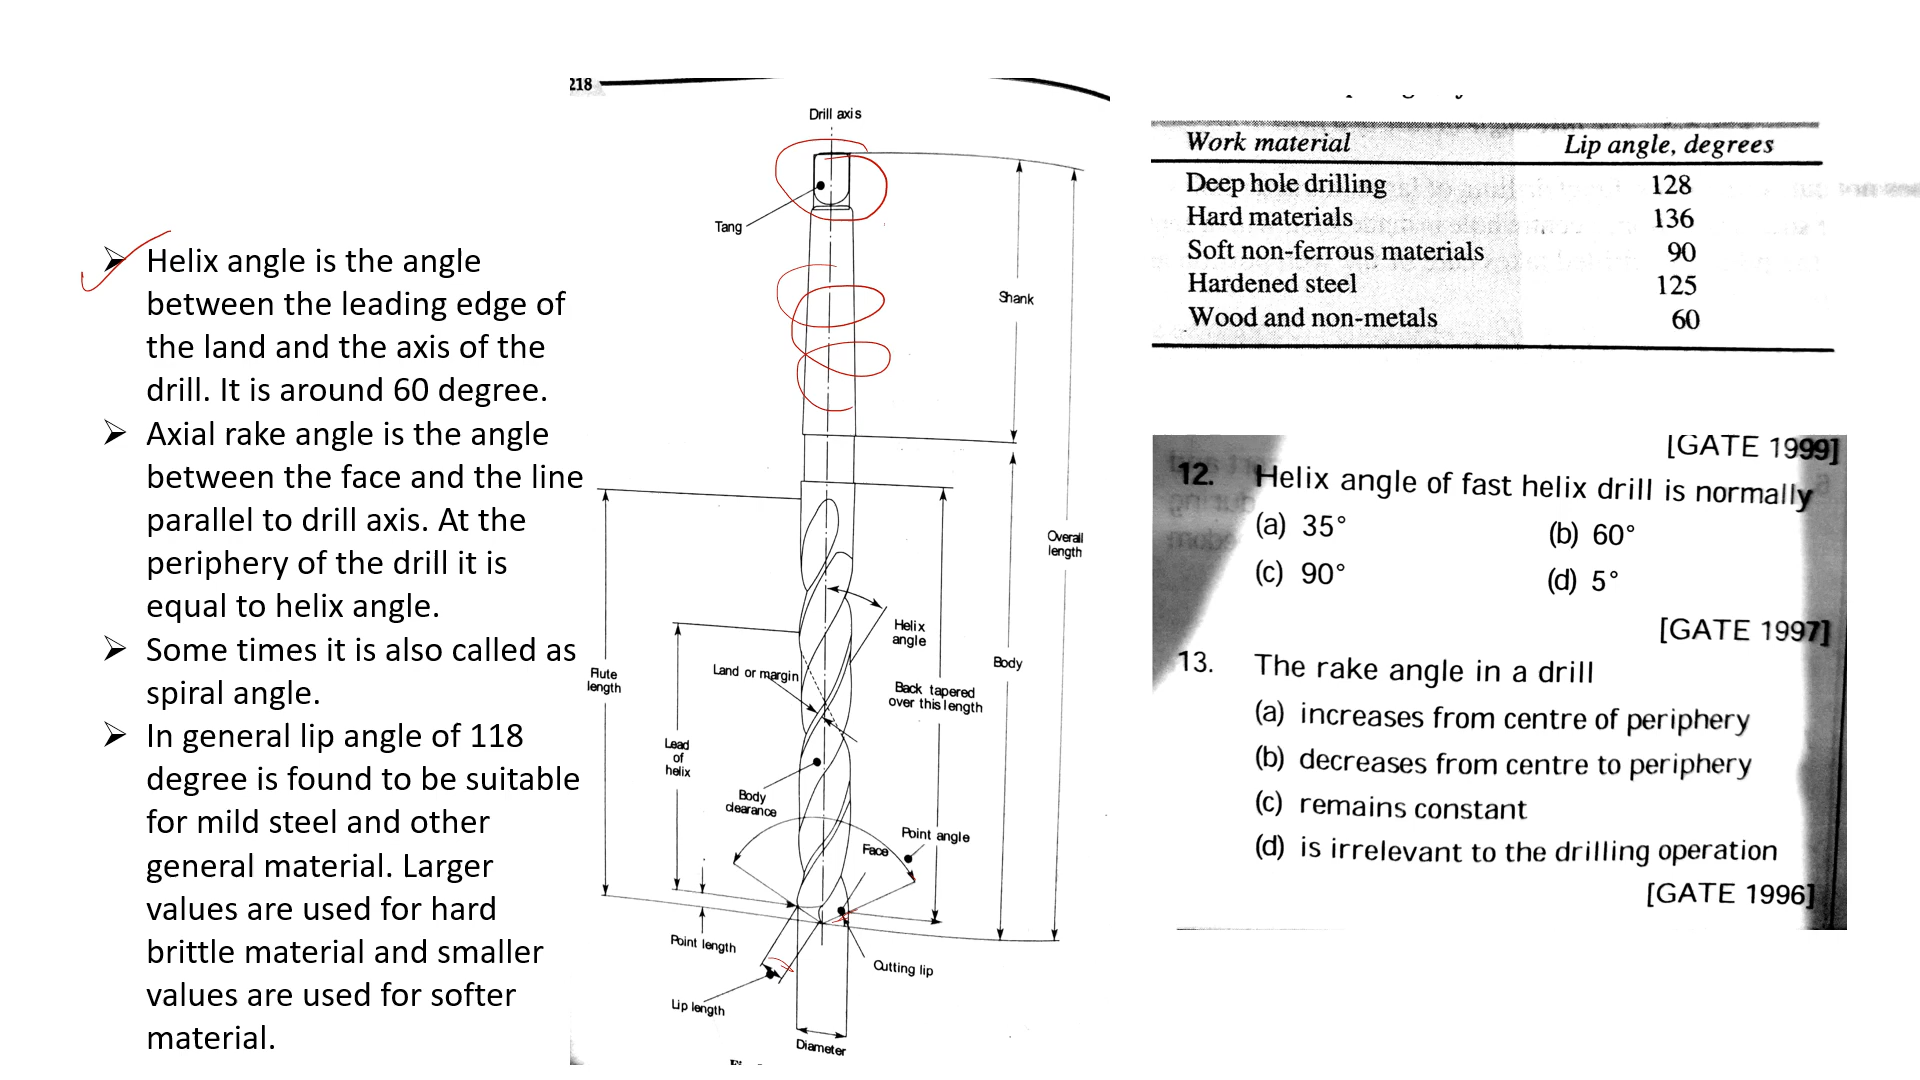 Helix angle is the angle
between the leading edge of
the land and the axis of the
drill. It is around 60 degree.
Axial rake angle is the angle
between the face and the line
parallel to drill axis. At the
periphery of the drill it is
equal to helix angle.
Some times it is also called as
spiral angle.
In general lip angle of 118
degree is found to be suitable
for mild steel and other
general material. Larger
values are used for hard
brittle material and smaller
values are used for softer
material.
218
Drill axis
Tang
Shank
Overall
length
Helix
angle
Body
Land or margin
Flute
length
Back tapered
over this length
Lead
of
helix
Body
clearance
Point angle
Face
Point length
Cutting lip
Lip length
Diameter
Work material Lip angle, degrees
Deep hole drilling 128
Hard materials 136
Soft non-ferrous materials 90
Hardened steel 125
Wood and non-metals 60
[GATE 1999]
12. Helix angle of fast helix drill is normally
(a) 35° (b) 60°
(c) 90° (d) 5°
[GATE 1997]
13. The rake angle in a drill
(a) increases from centre of periphery
(b) decreases from centre to periphery
(c) remains constant
(d) is irrelevant to the drilling operation
[GATE 1996]